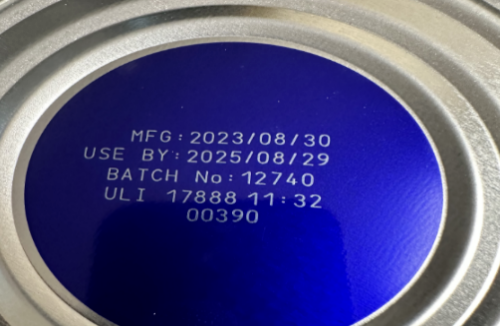 MFG:2023/08/30
USE BY:2025/08/29
BATCH No:12740
ULI 17888 11:32
00390